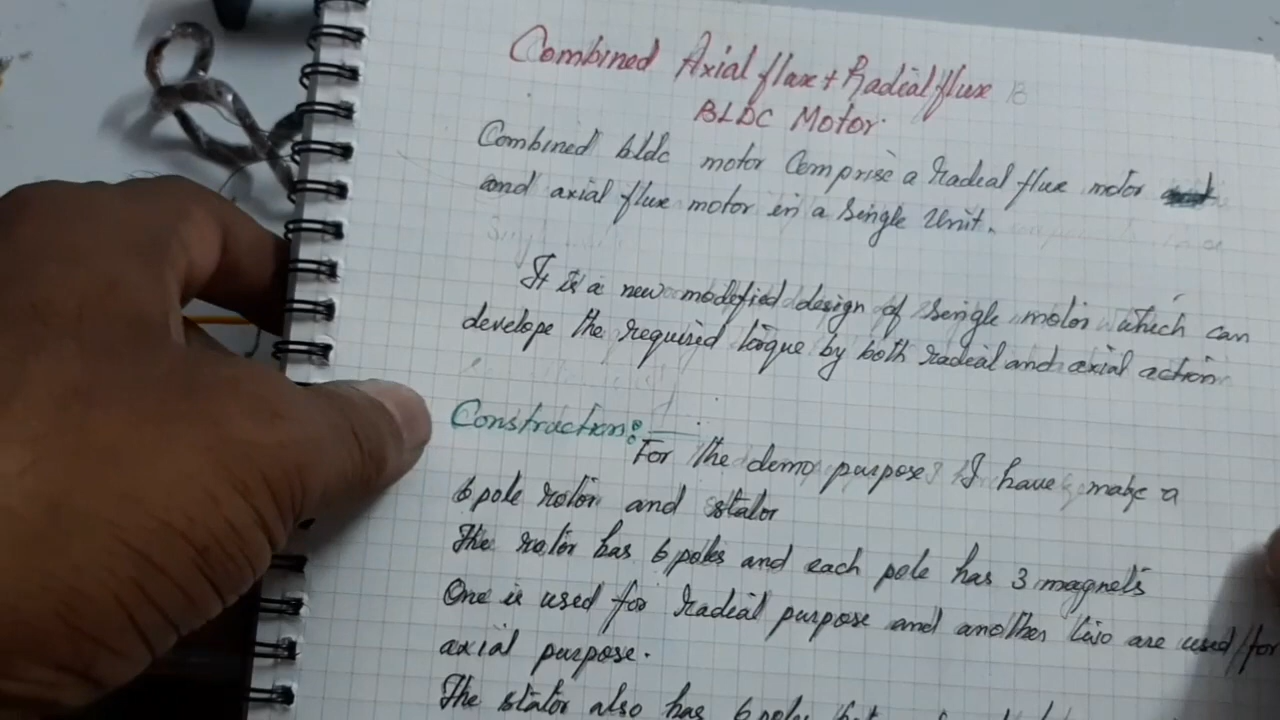 Combined Axial flux + Radial flux
BLDC Motor.
Combined bldc motor Comprise a Radial flux motor
and axial flux motor in a Single Unit.
It is a new modefied design of single motor which can
develope the required torque by both radial and axial action
Construction:
For the demo purpose, I have make a
6 pole rotor and stator
The rotor has 6 poles and each pole has 3 magnets
One is used for radial purpose and another two are used for
axial purpose.
The stator also has 6 poles